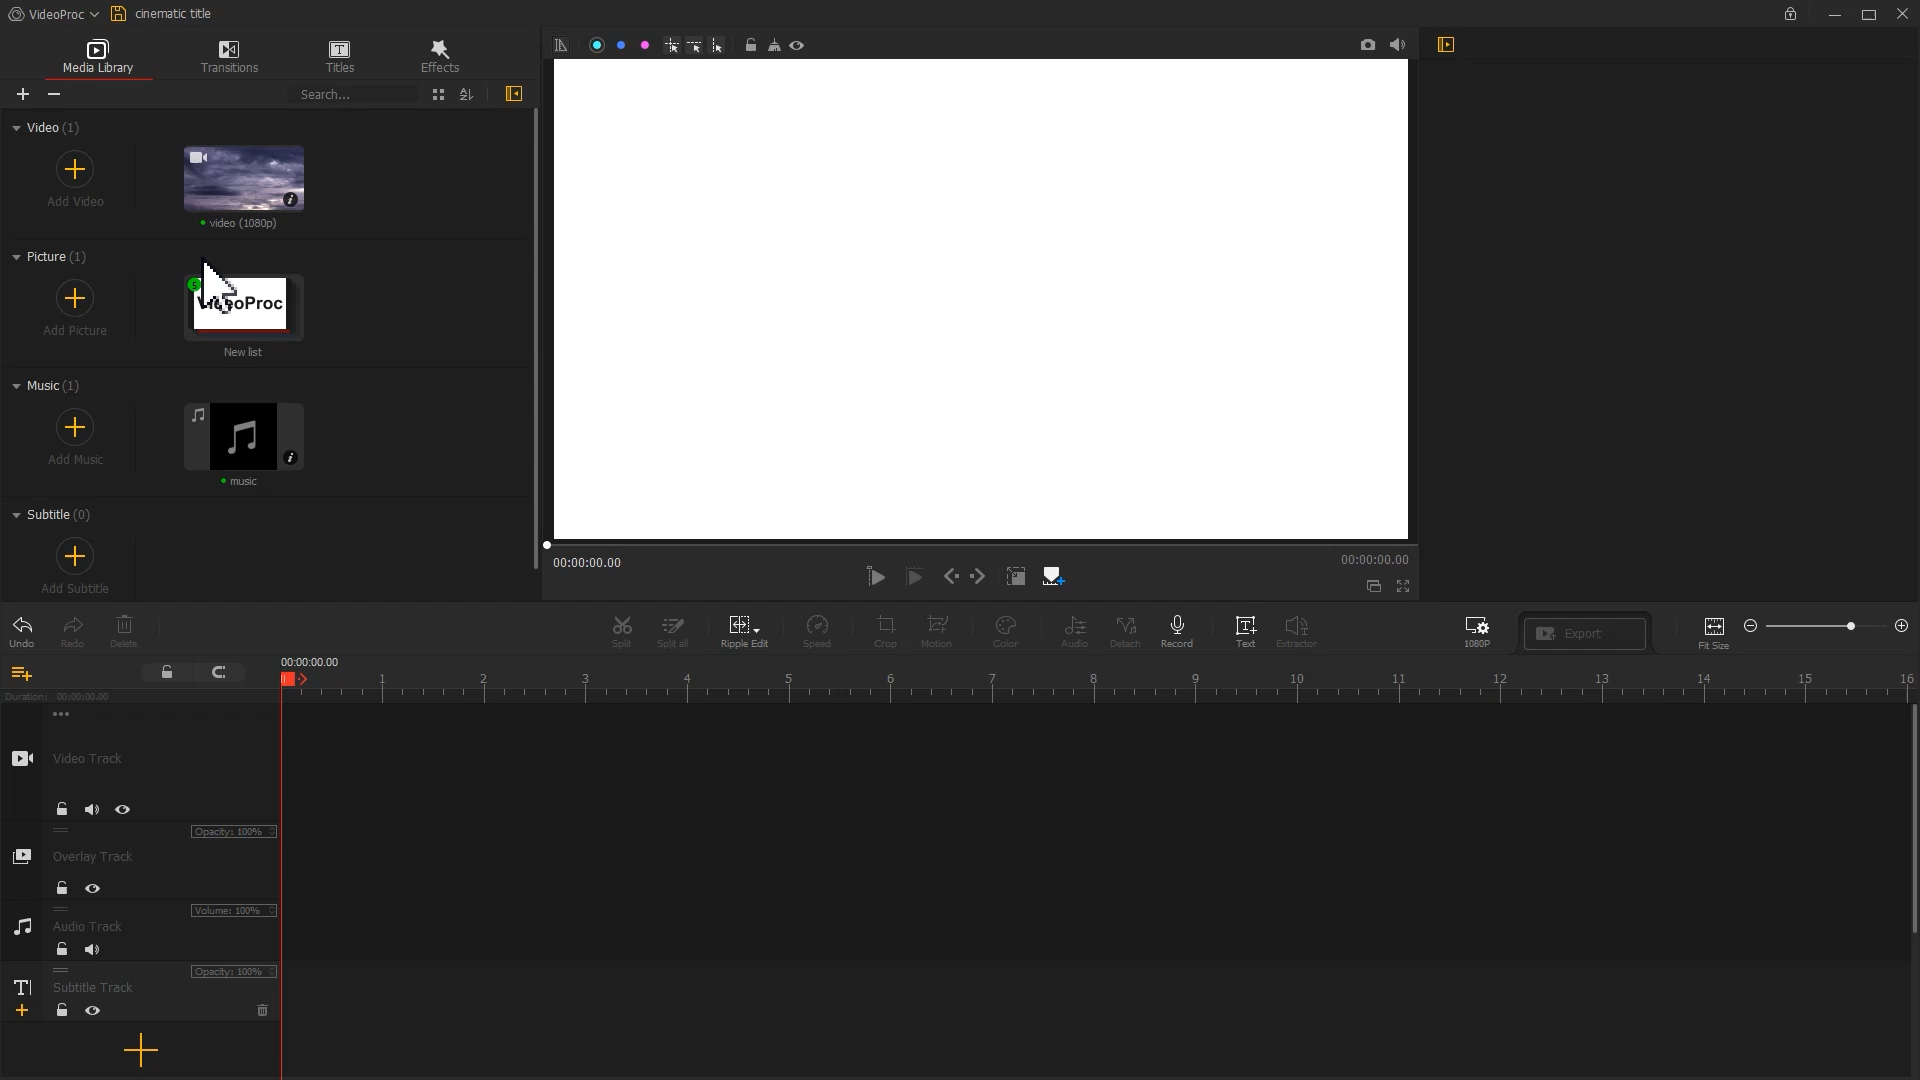 VideoProc
cinematic title
Media Library
Transitions
Titles
Effects
Search...
Video (1)
Add Video
video (1080p)
Picture (1)
Add Picture
New list
Music (1)
Add Music
music
Subtitle (0)
Add Subtitle
00:00:00.00
00:00:00.00
Undo
Redo
Delete
Split
Split all
Ripple Edit
Speed
Crop
Motion
Color
Audio
Detach
Record
Text
Extractor
1080P
Export
Fit Size
00:00:00.00
1 2 3 4 5 6 7 8 9 10 11 12 13 14 15 16
Duration: 00:00:00.00
Video Track
Opacity: 100%
Overlay Track
Volume: 100%
Audio Track
Opacity: 100%
Subtitle Track